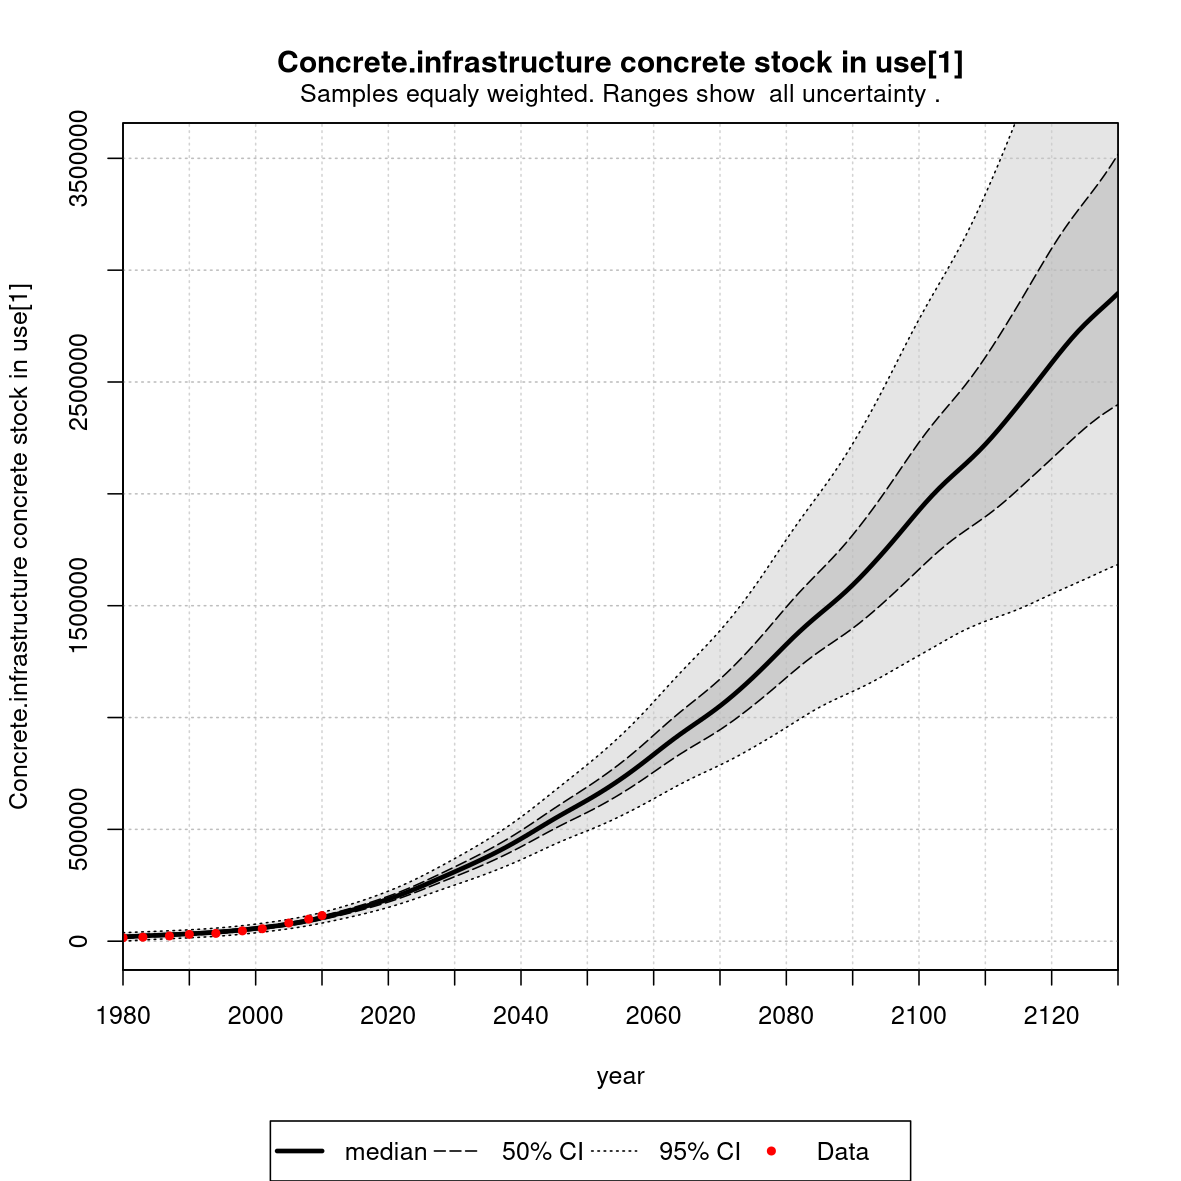 Concrete.infrastructure concrete stock in use[1]
Samples equaly weighted. Ranges show  all uncertainty .
Concrete.infrastructure concrete stock in use[1]
3500000
2500000
1500000
500000
0
1980 2000 2020 2040 2060 2080 2100 2120
year
median 50% CI 95% CI Data